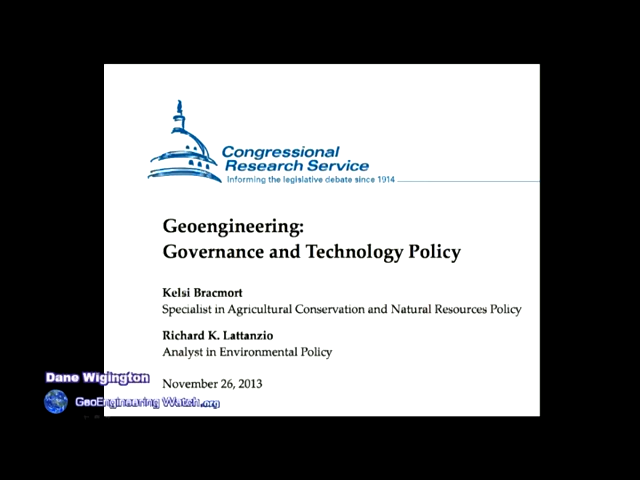 Congressional
Research Service
Informing the legislative debate since 1914
Geoengineering:
Governance and Technology Policy
Kelsi Bracmort
Specialist in Agricultural Conservation and Natural Resources Policy
Richard K. Lattanzio
Analyst in Environmental Policy
November 26, 2013
Dane Wigington
GeoEngineering Watch.org